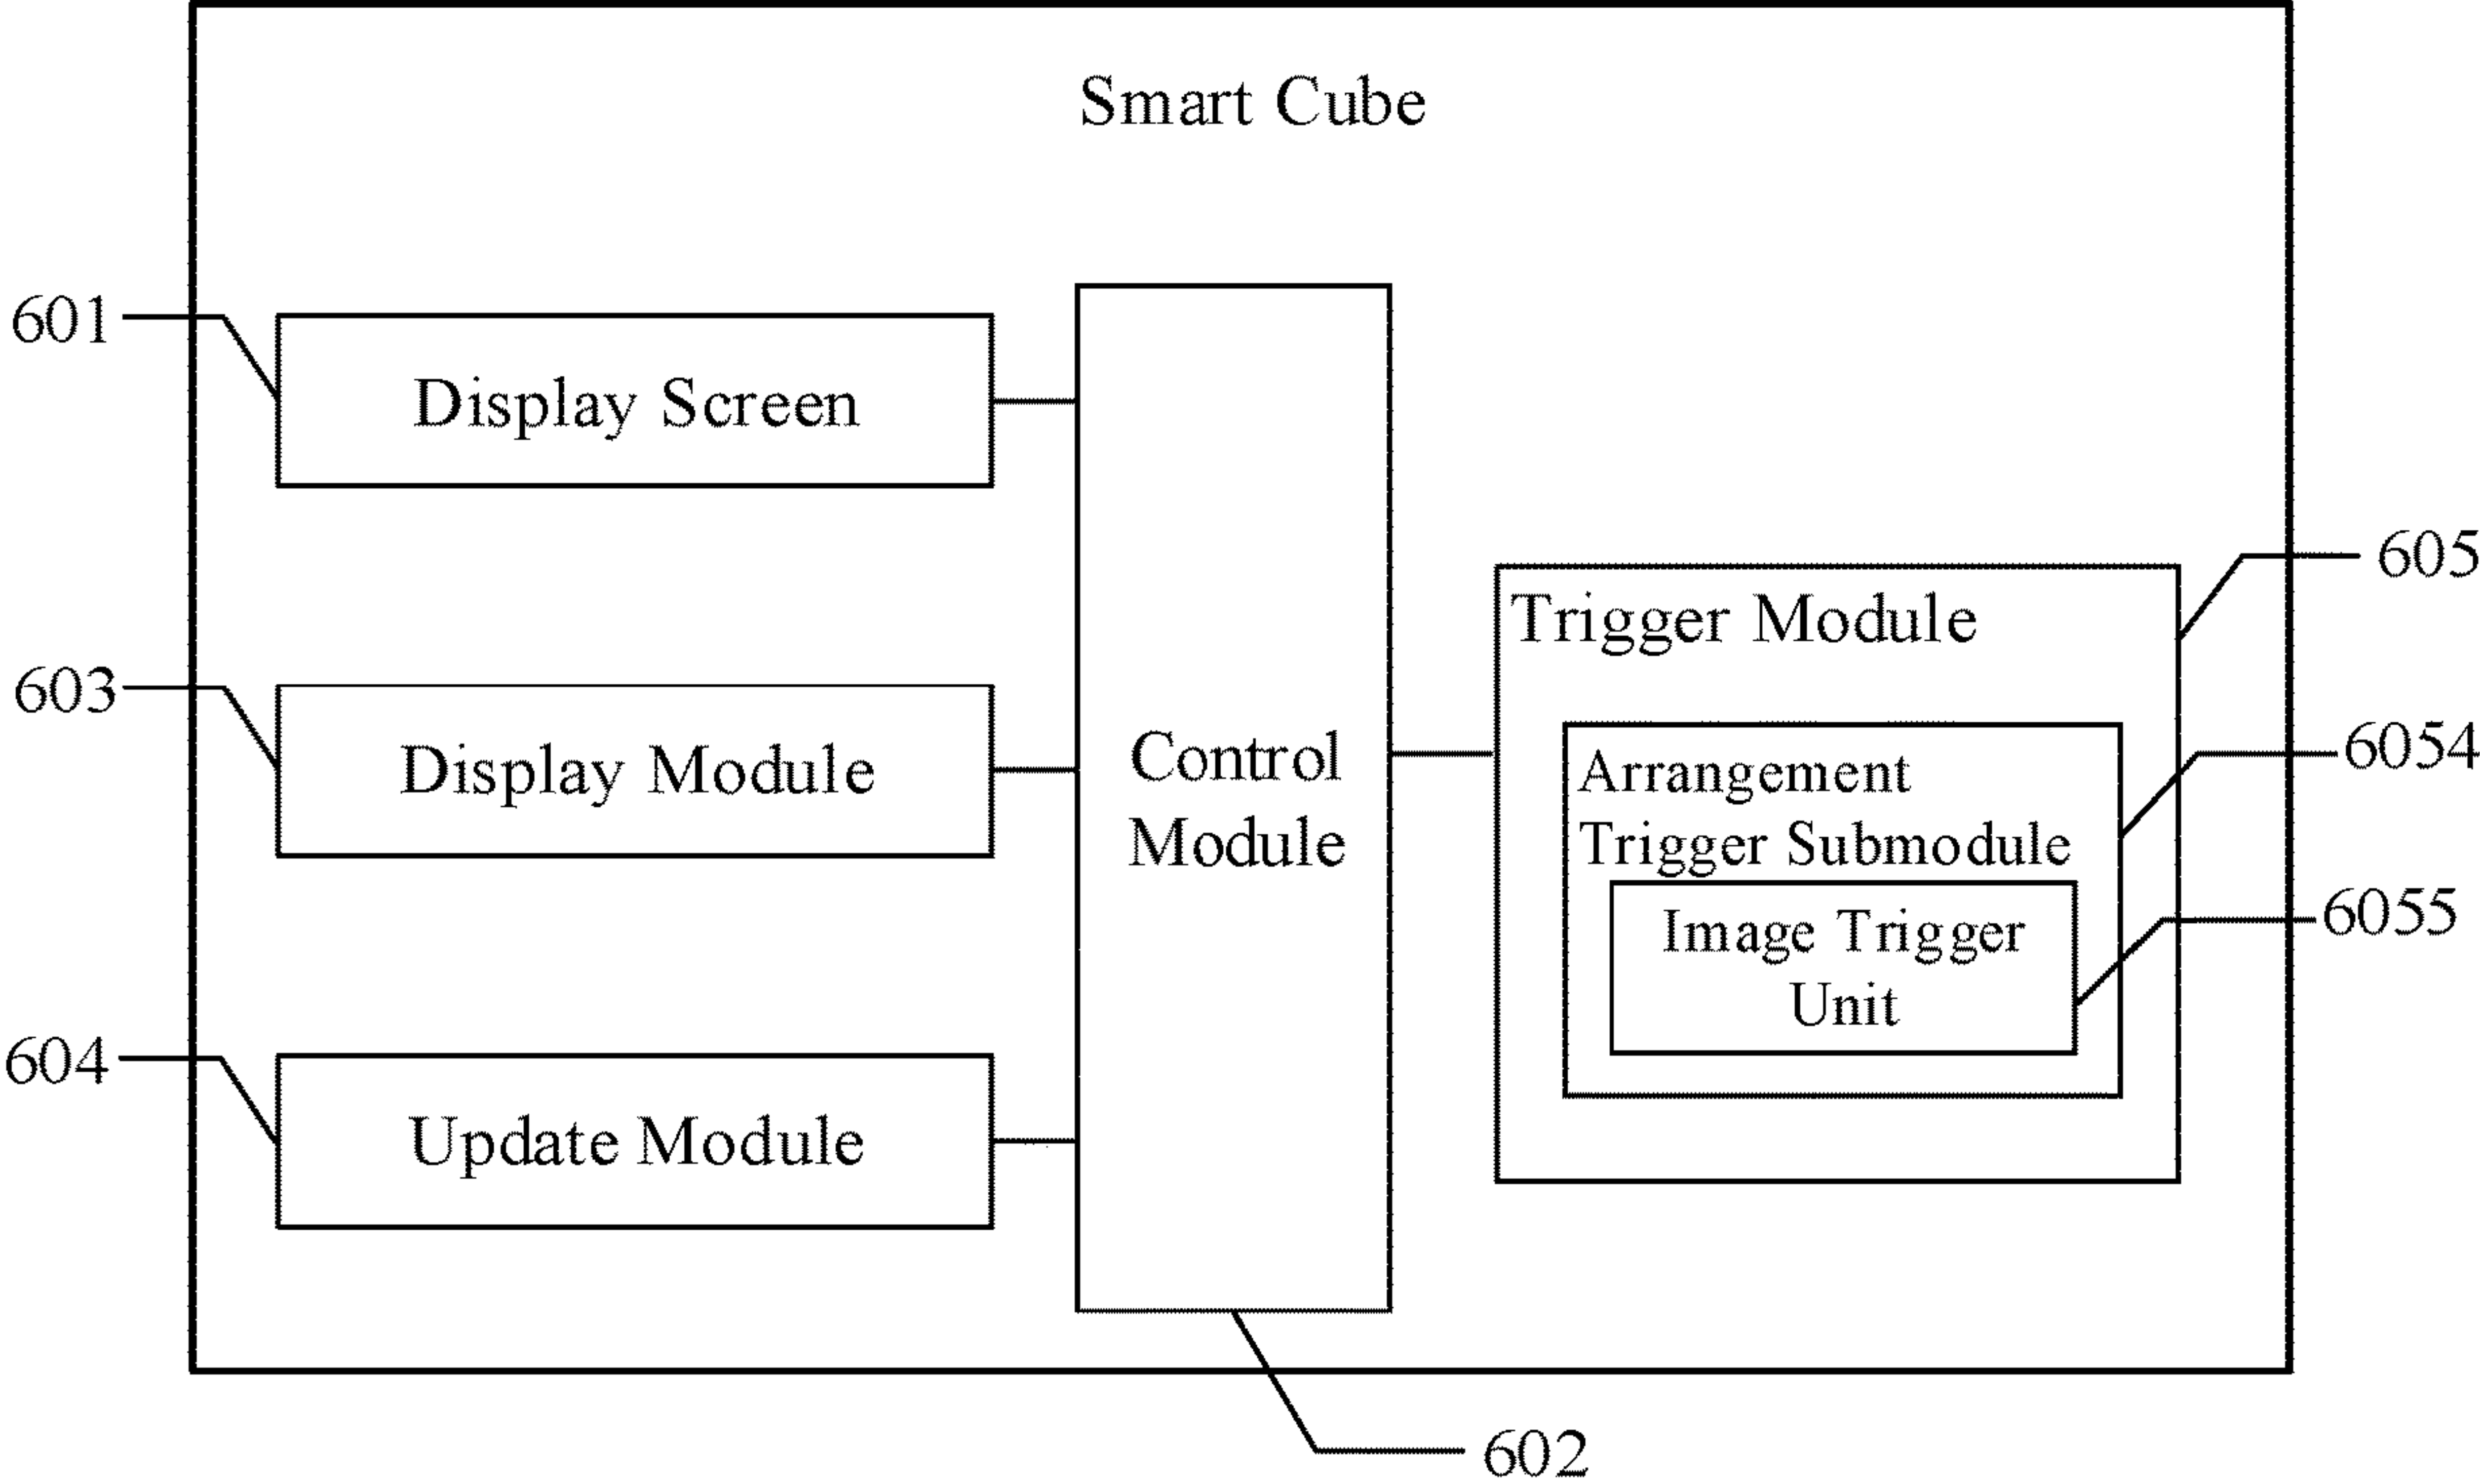 Smart Cube
601
Display Screen
603
Display Module
604
Update Module
Control
Module
602
Trigger Module
605
Arrangement
Trigger Submodule
6054
Image Trigger
Unit
6055